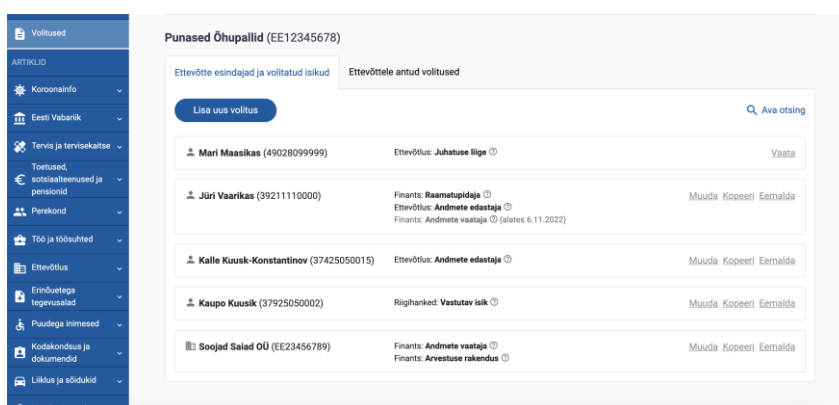 Volitused
ARTIKLID
Koroonainfo
Eesti Vabariik
Tervis ja tervisekaitse
Toetused,
sotsiaalteenused ja
pensionid
Perekond
Töö ja töösuhted
Ettevõtlus
Erinõuetega
tegevusalad
Puudega inimesed
Kodakondsus ja
dokumendid
Liiklus ja sõidukid
Punased Õhupallid (EE12345678)
Ettevõtte esindajad ja volitatud isikud Ettevõttele antud volitused
Lisa uus volitus Ava otsing
Mari Maasikas (49028099999) Ettevõtlus: Juhatuse liige Vaata
Jüri Vaarikas (39211110000) Finants: Raamatupidaja Muuda Kopeeri Eemalda
Ettevõtlus: Andmete edastaja
Finants: Andmete vaataja (alates 6.11.2022)
Kalle Kuusk-Konstantinov (37425050015) Ettevõtlus: Andmete edastaja Muuda Kopeeri Eemalda
Kaupo Kuusik (37925050002) Riigihanked: Vastutav isik Muuda Kopeeri Eemalda
Soojad Saiad OÜ (EE23456789) Finants: Andmete vaataja Muuda Kopeeri Eemalda
Finants: Arvestuse rakendus